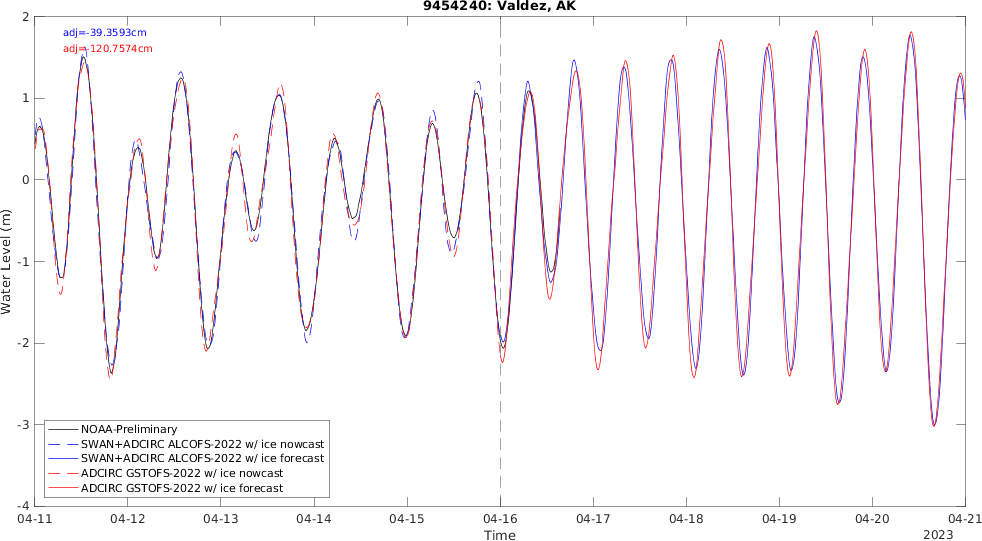 9454240: Valdez, AK
adj=-39.3593cm
adj=-120.7574cm
2
1
0
-1
-2
-3
-4
Water Level (m)
NOAA-Preliminary
SWAN+ADCIRC ALCOFS-2022 w/ ice nowcast
SWAN+ADCIRC ALCOFS-2022 w/ ice forecast
ADCIRC GSTOFS-2022 w/ ice nowcast
ADCIRC GSTOFS-2022 w/ ice forecast
04-11 04-12 04-13 04-14 04-15 04-16 04-17 04-18 04-19 04-20 04-21
Time
2023